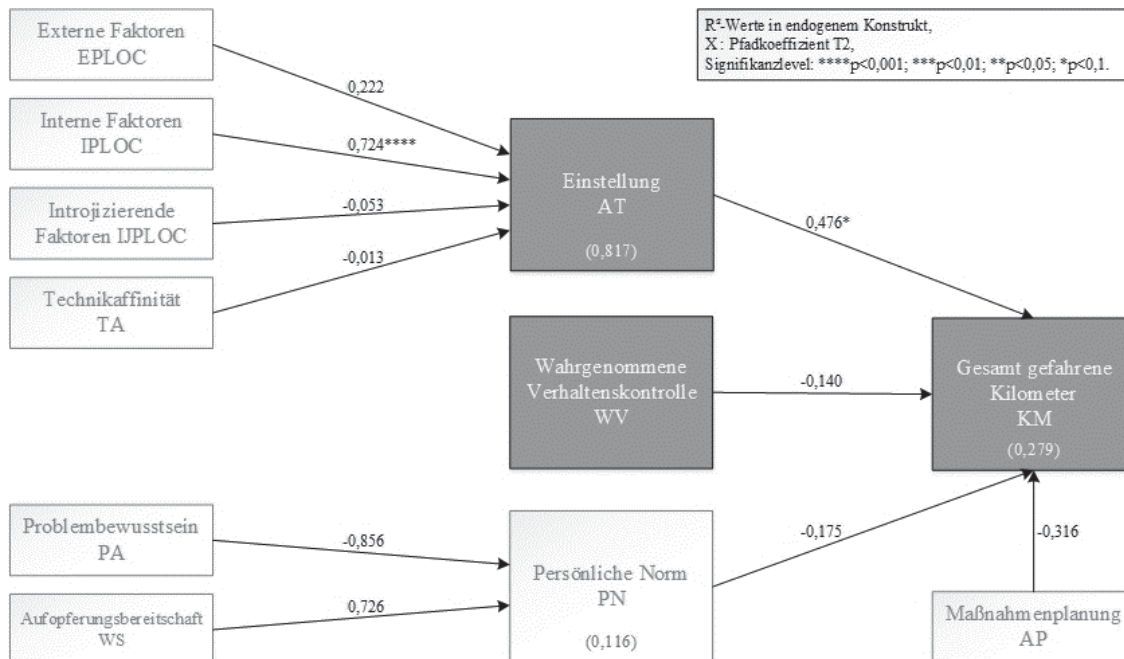 Externe Faktoren
EPLOC
R²-Werte in endogenem Konstrukt,
X : Pfadkoeffizient T2,
Signifikanzlevel: ****p<0,001; ***p<0,01; **p<0,05; *p<0,1.
0,222
Interne Faktoren
IPLOC
0,724****
Introjizierende
Faktoren IJPLOC
-0,053
Technikaffinität
TA
-0,013
Einstellung
AT
(0,817)
0,476*
Wahrgenommene
Verhaltenskontrolle
WV
-0,140
Gesamt gefahrene
Kilometer
KM
(0,279)
Problembewusstsein
PA
-0,856
Aufopferungsbereitschaft
WS
0,726
Persönliche Norm
PN
(0,116)
-0,175
-0,316
Maßnahmenplanung
AP